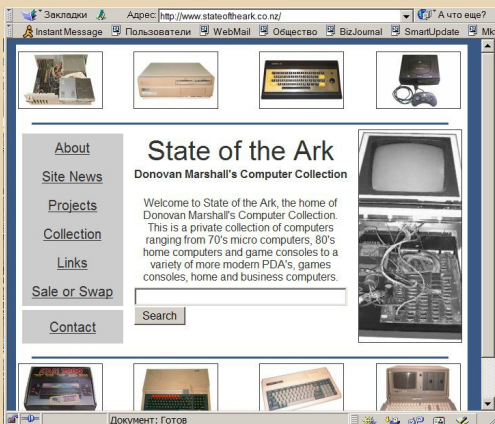 Закладки Адрес: http://www.stateoftheark.co.nz/ А что еще?
Instant Message Пользователи WebMail Общество BizJournal SmartUpdate Mkt
About
Site News
Projects
Collection
Links
Sale or Swap
Contact
State of the Ark
Donovan Marshall's Computer Collection
Welcome to State of the Ark, the home of
Donovan Marshall's Computer Collection.
This is a private collection of computers
ranging from 70's micro computers, 80's
home computers and game consoles to a
variety of more modern PDA's, games
consoles, home and business computers.
Search
Документ: Готов